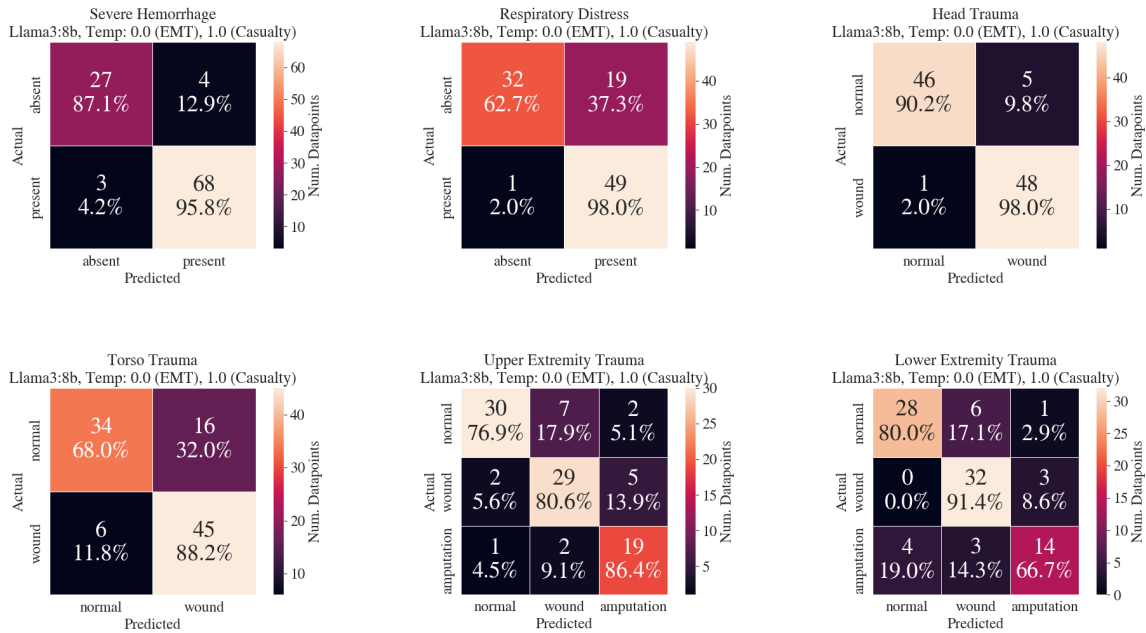 Severe Hemorrhage
Llama3:8b, Temp: 0.0 (EMT), 1.0 (Casualty)
absent
present
Actual
27
87.1%
4
12.9%
3
4.2%
68
95.8%
absent
present
Predicted
60
50
40
30
20
10
Num. Datapoints
Respiratory Distress
Llama3:8b, Temp: 0.0 (EMT), 1.0 (Casualty)
absent
present
Actual
32
62.7%
19
37.3%
1
2.0%
49
98.0%
absent
present
Predicted
40
30
20
10
Num. Datapoints
Head Trauma
Llama3:8b, Temp: 0.0 (EMT), 1.0 (Casualty)
normal
wound
Actual
46
90.2%
5
9.8%
1
2.0%
48
98.0%
normal
wound
Predicted
40
30
20
10
Num. Datapoints
Torso Trauma
Llama3:8b, Temp: 0.0 (EMT), 1.0 (Casualty)
normal
wound
Actual
34
68.0%
16
32.0%
6
11.8%
45
88.2%
normal
wound
Predicted
40
30
20
10
Num. Datapoints
Upper Extremity Trauma
Llama3:8b, Temp: 0.0 (EMT), 1.0 (Casualty)
normal
wound
amputation
Actual
30
76.9%
7
17.9%
2
5.1%
2
5.6%
29
80.6%
5
13.9%
1
4.5%
2
9.1%
19
86.4%
normal
wound
amputation
Predicted
30
25
20
15
10
5
Num. Datapoints
Lower Extremity Trauma
Llama3:8b, Temp: 0.0 (EMT), 1.0 (Casualty)
normal
wound
amputation
Actual
28
80.0%
6
17.1%
1
2.9%
0
0.0%
32
91.4%
3
8.6%
4
19.0%
3
14.3%
14
66.7%
normal
wound
amputation
Predicted
30
25
20
15
10
5
0
Num. Datapoints